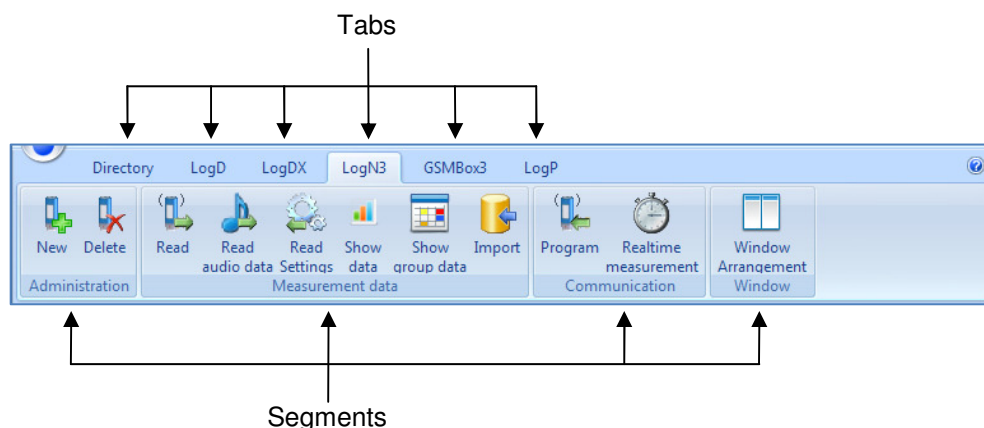 Tabs
Directory LogD LogDX LogN3 GSMBox3 LogP
New Delete Read Read Read Show Show Import Program Realtime Window
audio data Settings data group data measurement Arrangement
Administration Measurement data Communication Window
Segments